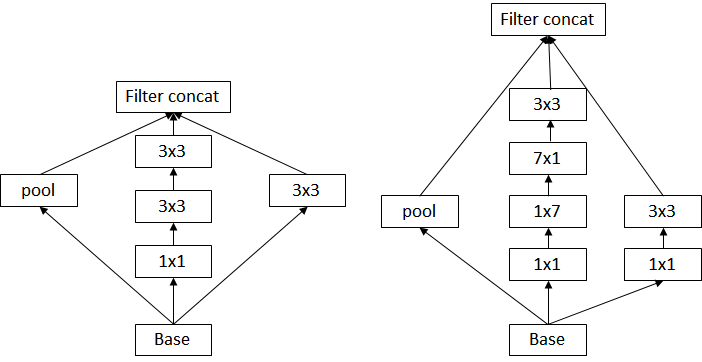 Filter concat
3x3
pool
3x3
3x3
1x1
Base
Filter concat
3x3
7x1
pool
1x7
3x3
1x1
1x1
Base